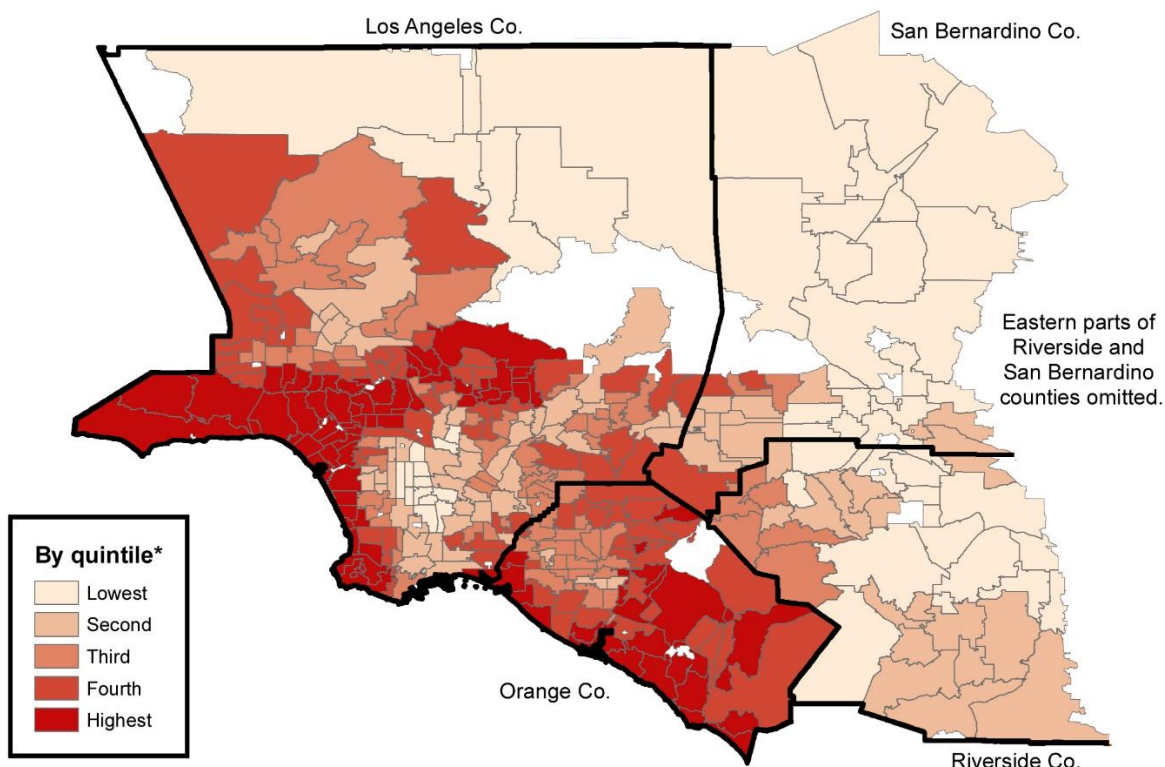 Los Angeles Co.
San Bernardino Co.
Eastern parts of
Riverside and
San Bernardino
counties omitted.
By quintile*
Lowest
Second
Third
Fourth
Highest
Orange Co.
Riverside Co.